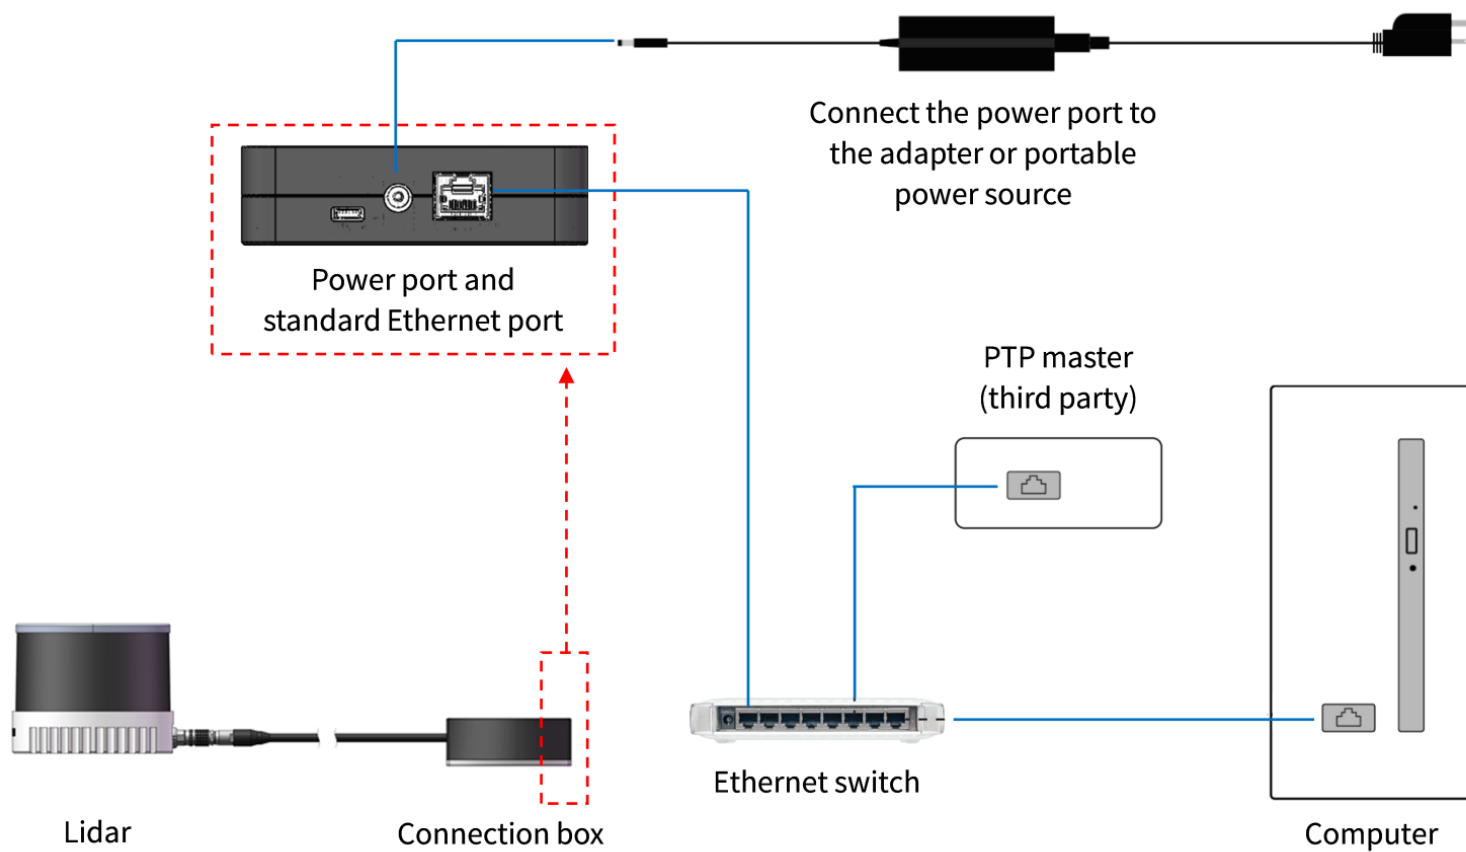 Connect the power port to
the adapter or portable
power source
Power port and
standard Ethernet port
PTP master
(third party)
Ethernet switch
Lidar
Connection box
Computer